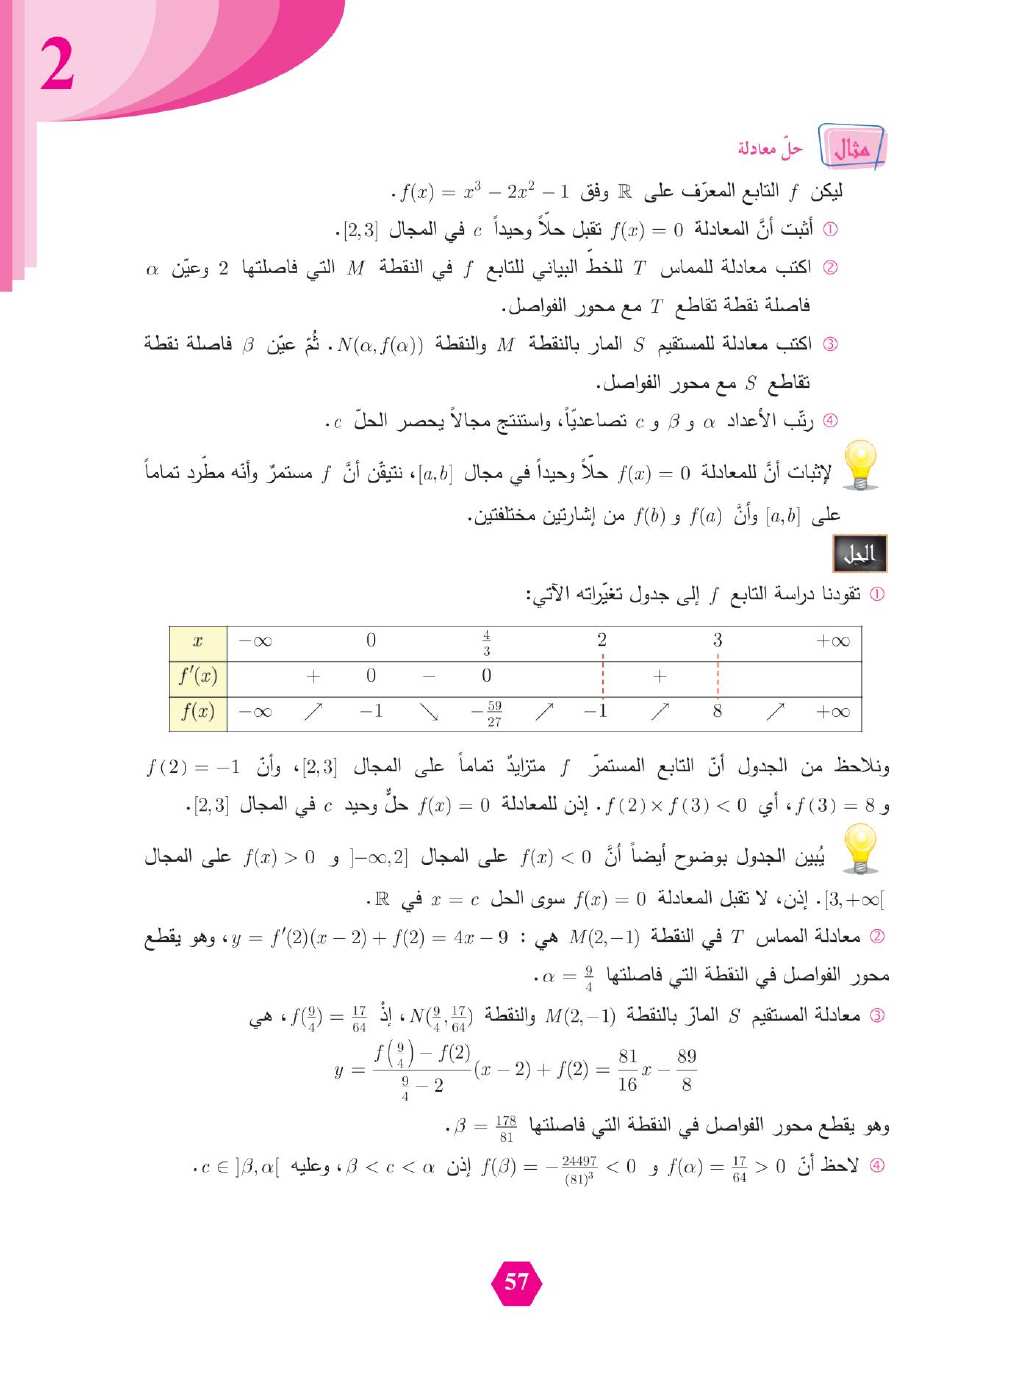 2
مثال حلّ معادلة
ليكن f التابع المعرّف على ℝ وفق f(x) = x³ − 2x² − 1.
① أثبت أنَّ المعادلة f(x) = 0 تقبل حلاًّ وحيداً c في المجال [2,3].
② اكتب معادلة للمماس T للخطّ البياني للتابع f في النقطة M التي فاصلتها 2 وعيّن α
فاصلة نقطة تقاطع T مع محور الفواصل.
③ اكتب معادلة للمستقيم S المار بالنقطة M والنقطة N(α, f(α)). ثُمّ عيّن β فاصلة نقطة
تقاطع S مع محور الفواصل.
④ رتّب الأعداد α و β و c تصاعديّاً، واستنتج مجالاً يحصر الحلّ c.
لإثبات أنَّ للمعادلة f(x) = 0 حلاًّ وحيداً في مجال [a,b]، نتيقّن أنَّ f مستمرٌ وأنّه مطّرد تماماً
على [a,b] وأنَّ f(a) و f(b) من إشارتين مختلفتين.
الحل
① تقودنا دراسة التابع f إلى جدول تغيّراته الآتي:
x −∞ 0 4/3 2 3 +∞
f′(x) + 0 − 0 +
f(x) −∞ ↗ −1 ↘ −59/27 ↗ −1 ↗ 8 ↗ +∞
ونلاحظ من الجدول أنّ التابع المستمرّ f متزايدٌ تماماً على المجال [2,3]، وأنّ f(2) = −1
و f(3) = 8، أي f(2)×f(3) < 0. إذن للمعادلة f(x) = 0 حلٌّ وحيد c في المجال [2,3].
يُبين الجدول بوضوح أيضاً أنَّ f(x) < 0 على المجال ]−∞,2] و f(x) > 0 على المجال
[3,+∞[. إذن، لا تقبل المعادلة f(x) = 0 سوى الحل x = c في ℝ.
② معادلة المماس T في النقطة M(2,−1) هي : y = f′(2)(x − 2) + f(2) = 4x − 9، وهو يقطع
محور الفواصل في النقطة التي فاصلتها α = 9/4.
③ معادلة المستقيم S المارّ بالنقطة M(2,−1) والنقطة N(9/4, 17/64)، إذْ f(9/4) = 17/64، هي
y = (f(9/4) − f(2))/(9/4 − 2) (x − 2) + f(2) = 81/16 x − 89/8
وهو يقطع محور الفواصل في النقطة التي فاصلتها β = 178/81.
④ لاحظ أنّ f(α) = 17/64 > 0 و f(β) = −24497/(81)³ < 0 إذن β < c < α، وعليه c ∈ ]β,α[.
57